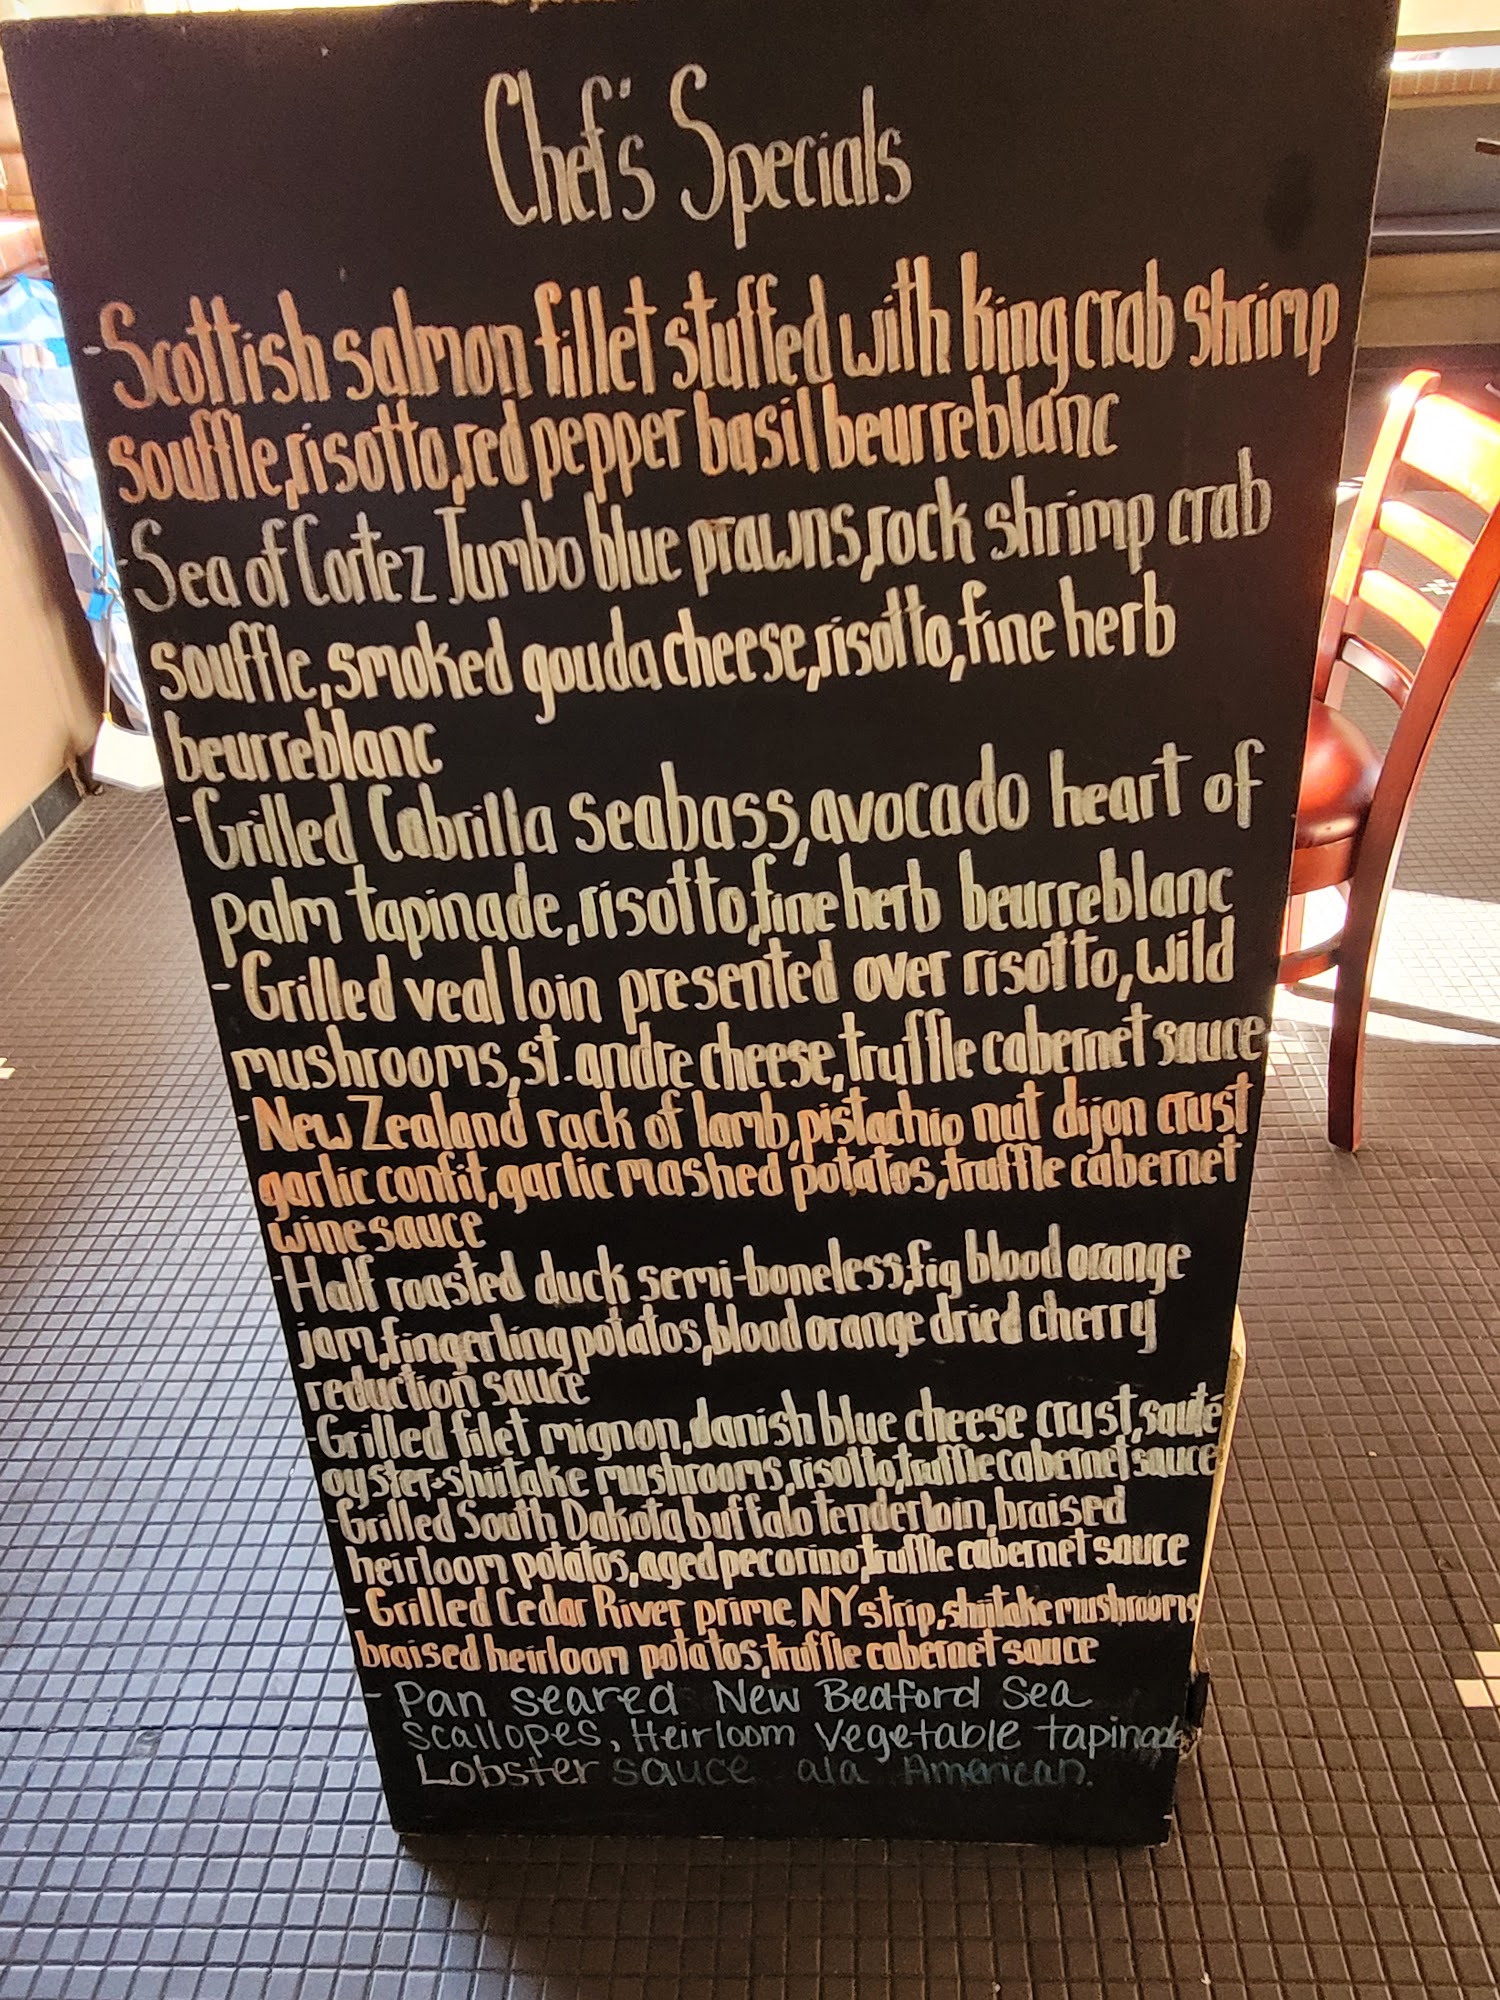 Chef's Specials
-Scottish salmon fillet stuffed with king crab shrimp
souffle,risotto,red pepper basil beurreblanc
-Sea of Cortez Jumbo blue prawns,rock shrimp crab
souffle,smoked gouda cheese,risotto,fine herb
beurreblanc
-Grilled Cabrilla seabass,avocado heart of
palm tapinade,risotto,fine herb beurreblanc
-Grilled veal loin presented over risotto,wild
mushrooms,st.andre cheese,truffle cabernet sauce
-New Zealand rack of lamb,pistachio nut dijon crust
garlic confit,garlic mashed potatos,truffle cabernet
wine sauce
-Half roasted duck semi-boneless,fig blood orange
jam,fingerling potatos,blood orange dried cherry
reduction sauce
-Grilled filet mignon,danish blue cheese crust,sauté
oyster-shiitake mushrooms,risotto,truffle cabernet sauce
-Grilled South Dakota buffalo tenderloin,braised
heirloom potatos,aged pecorino,truffle cabernet sauce
-Grilled Cedar River prime NY strip,shiitake mushrooms
braised heirloom potatos,truffle cabernet sauce
- Pan seared New Bedford Sea
scallopes, Heirloom Vegetable tapinade
Lobster sauce ala American.